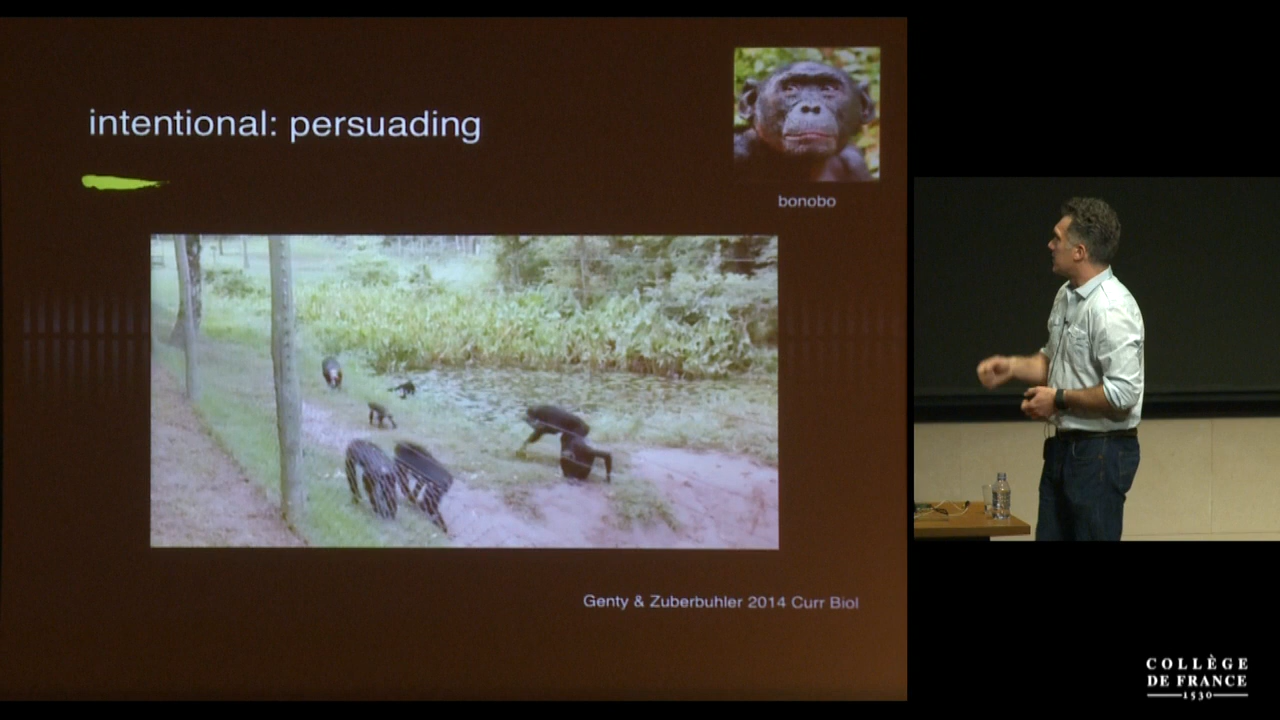 intentional: persuading
bonobo
Genty & Zuberbuhler 2014 Curr Biol
COLLÈGE
DE FRANCE
1530